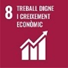 8 TREBALL DIGNE
I CREIXEMENT
ECONÒMIC